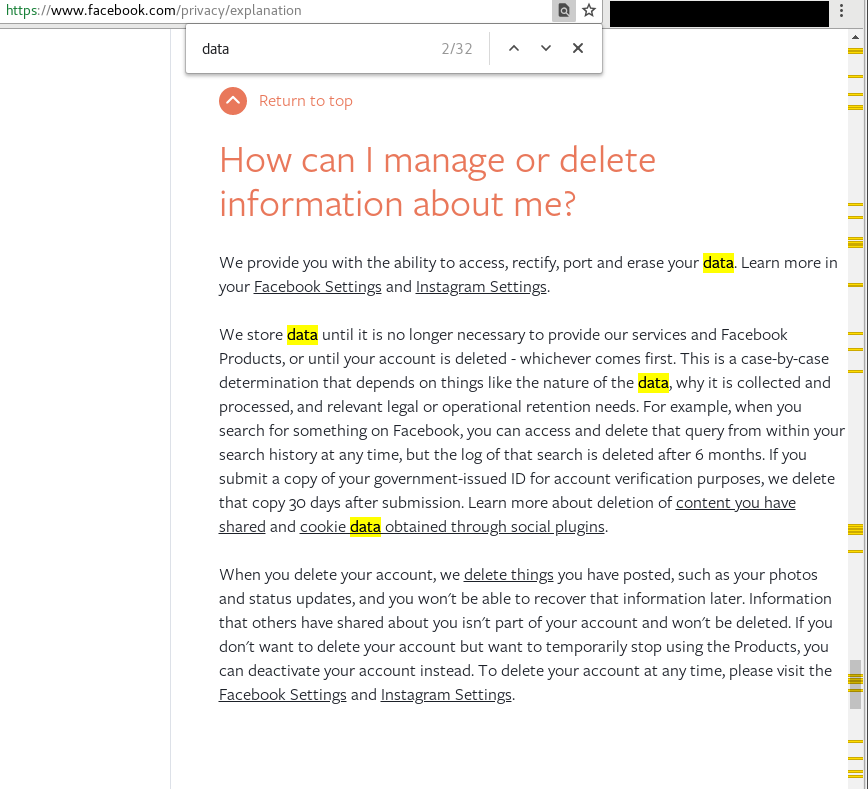 https://www.facebook.com/privacy/explanation
data 2/32
Return to top
How can I manage or delete
information about me?
We provide you with the ability to access, rectify, port and erase your data. Learn more in
your Facebook Settings and Instagram Settings.
We store data until it is no longer necessary to provide our services and Facebook
Products, or until your account is deleted - whichever comes first. This is a case-by-case
determination that depends on things like the nature of the data, why it is collected and
processed, and relevant legal or operational retention needs. For example, when you
search for something on Facebook, you can access and delete that query from within your
search history at any time, but the log of that search is deleted after 6 months. If you
submit a copy of your government-issued ID for account verification purposes, we delete
that copy 30 days after submission. Learn more about deletion of content you have
shared and cookie data obtained through social plugins.
When you delete your account, we delete things you have posted, such as your photos
and status updates, and you won't be able to recover that information later. Information
that others have shared about you isn't part of your account and won't be deleted. If you
don't want to delete your account but want to temporarily stop using the Products, you
can deactivate your account instead. To delete your account at any time, please visit the
Facebook Settings and Instagram Settings.